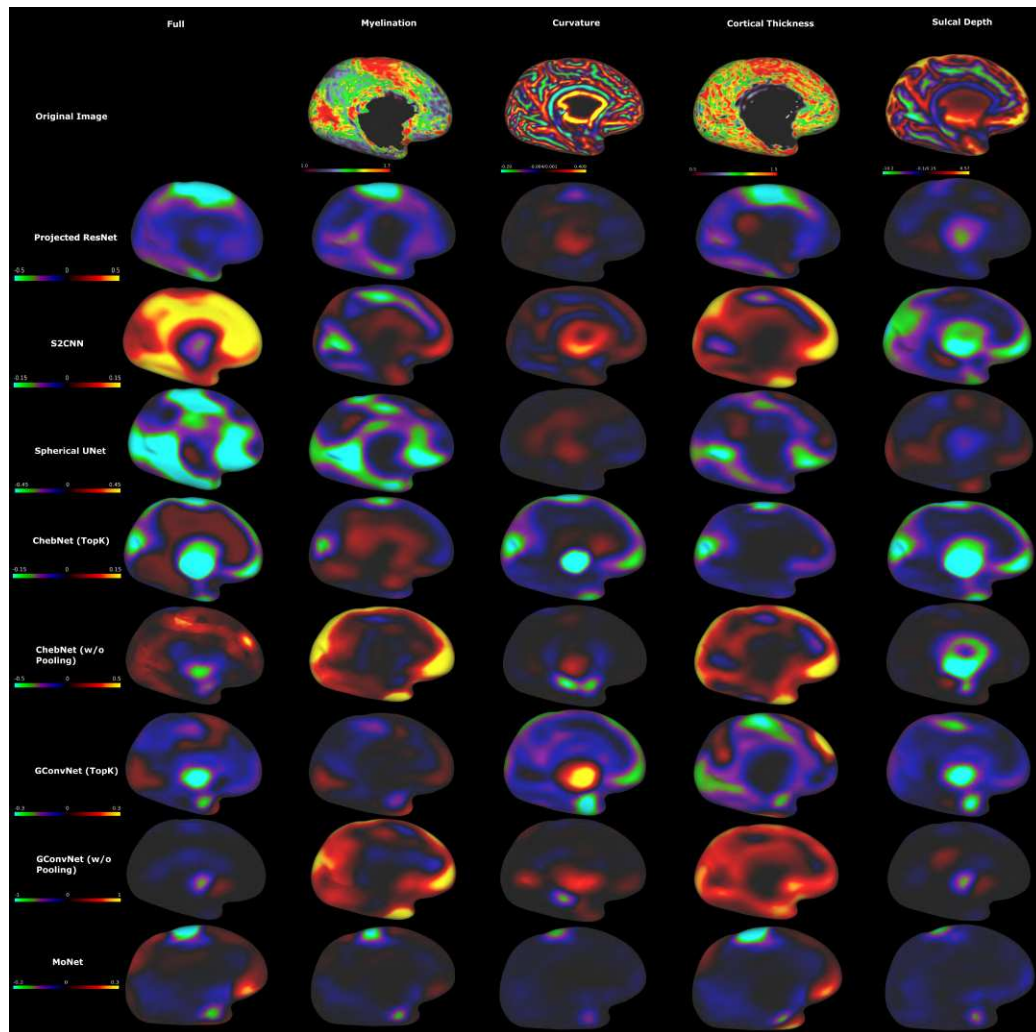 Full Myelination Curvature Cortical Thickness Sulcal Depth
Original Image
Projected ResNet
-0.5 0 0.5
S2CNN
-0.15 0 0.15
Spherical UNet
-0.45 0 0.45
ChebNet (TopK)
-0.15 0 0.15
ChebNet (w/o
Pooling)
-0.5 0 0.5
GConvNet (TopK)
-0.3 0 0.3
GConvNet (w/o
Pooling)
-1 0 1
MoNet
-0.3 0 0.3